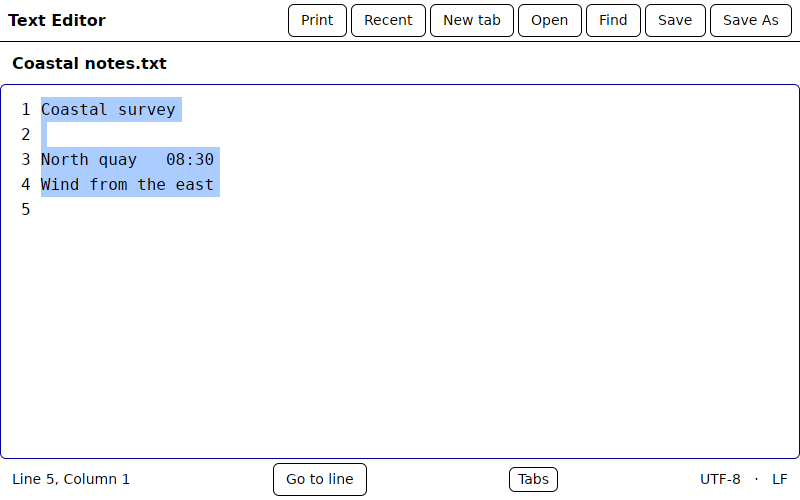 Text Editor
Print
Recent
New tab
Open
Find
Save
Save As
Coastal notes.txt
1 Coastal survey
2
3 North quay   08:30
4 Wind from the east
5
Line 5, Column 1
Go to line
Tabs
UTF-8 · LF